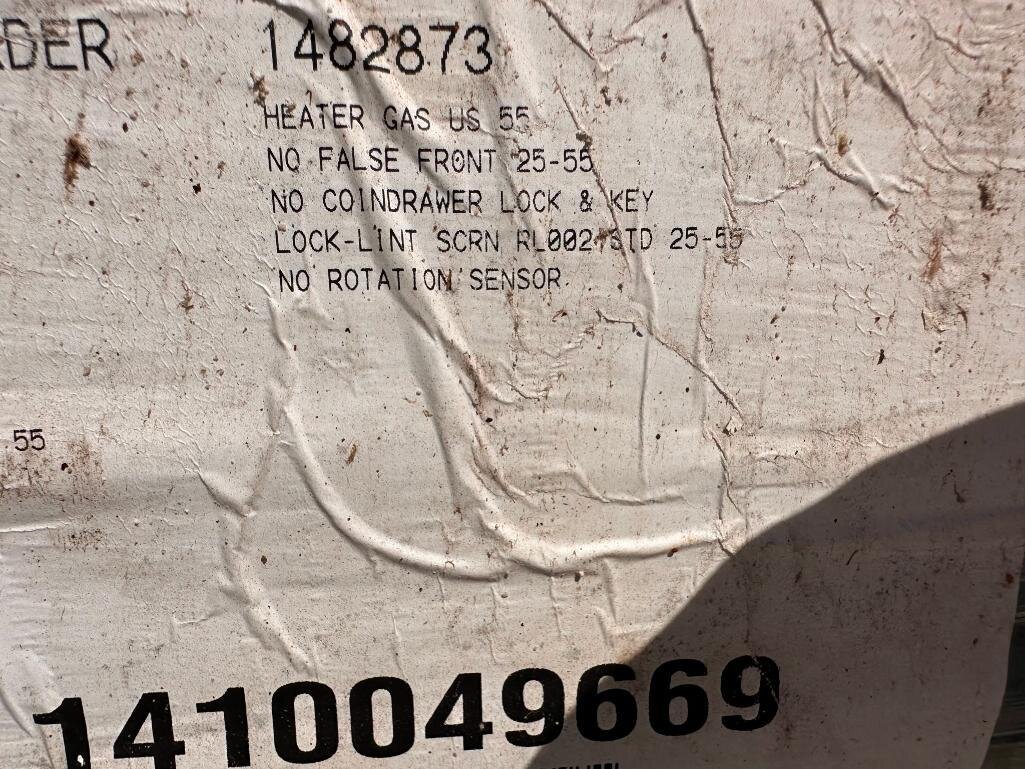 1482873
HEATER GAS US 55
NO FALSE FRONT 25-55
NO COINDRAWER LOCK & KEY
LOCK-LINT SCRN RL002 STD 25-55
NO ROTATION SENSOR
55
1410049669